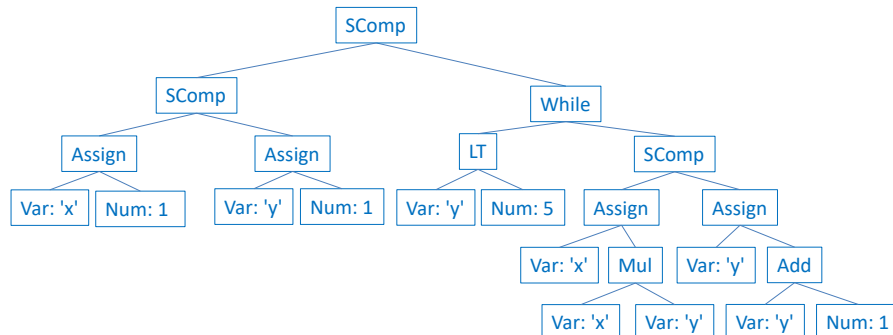 SComp
SComp
While
Assign
Assign
LT
SComp
Var: 'x'
Num: 1
Var: 'y'
Num: 1
Var: 'y'
Num: 5
Assign
Assign
Var: 'x'
Mul
Var: 'y'
Add
Var: 'x'
Var: 'y'
Var: 'y'
Num: 1